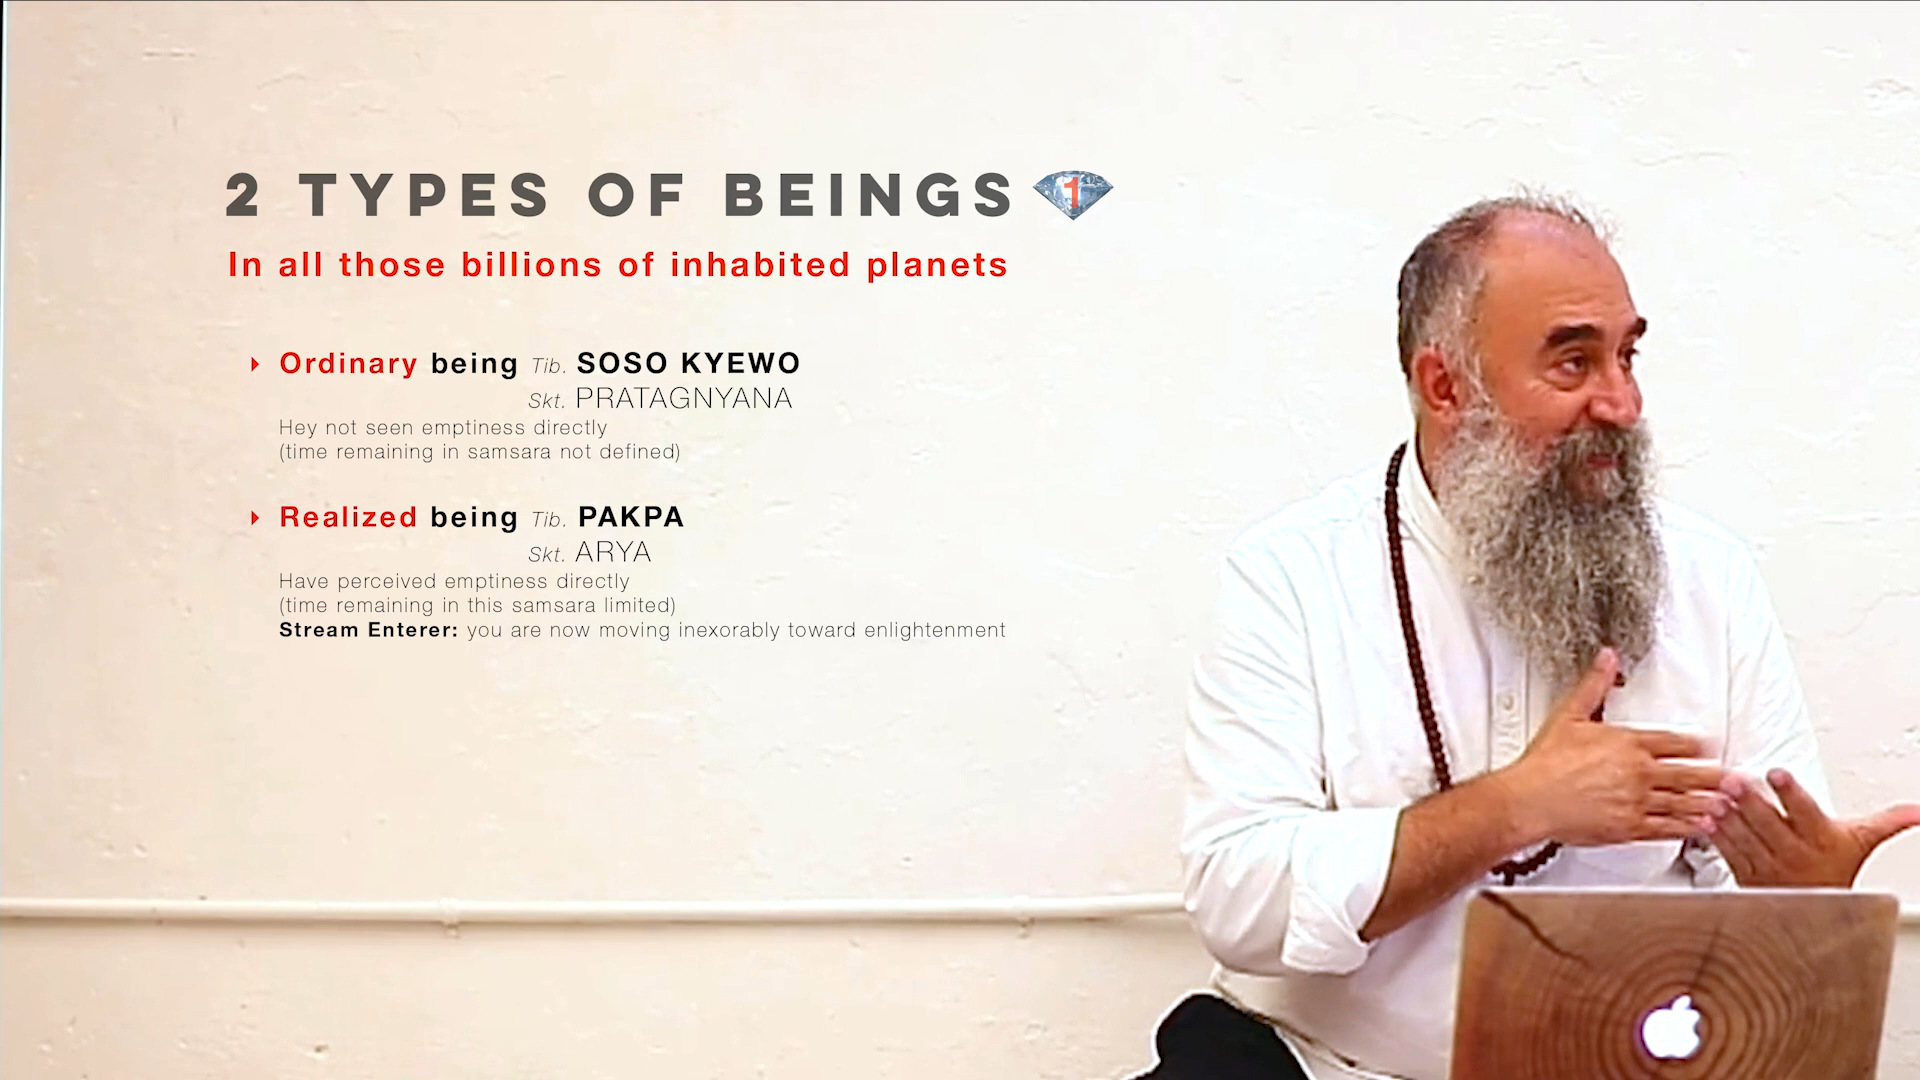 2 TYPES OF BEINGS 1
In all those billions of inhabited planets
Ordinary being Tib. SOSO KYEWO
Skt. PRATAGNYANA
Hey not seen emptiness directly
(time remaining in samsara not defined)
Realized being Tib. PAKPA
Skt. ARYA
Have perceived emptiness directly
(time remaining in this samsara limited)
Stream Enterer: you are now moving inexorably toward enlightenment